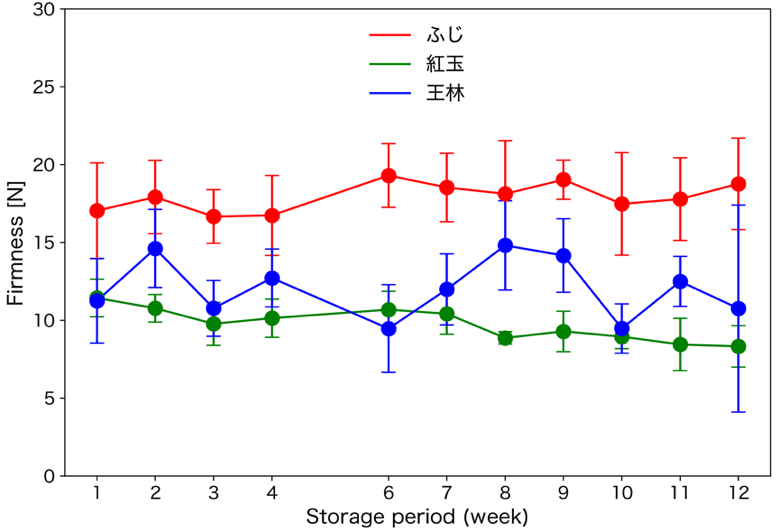 30
25
20
15
10
5
0
Firmness [N]
ふじ
紅玉
王林
1 2 3 4 6 7 8 9 10 11 12
Storage period (week)